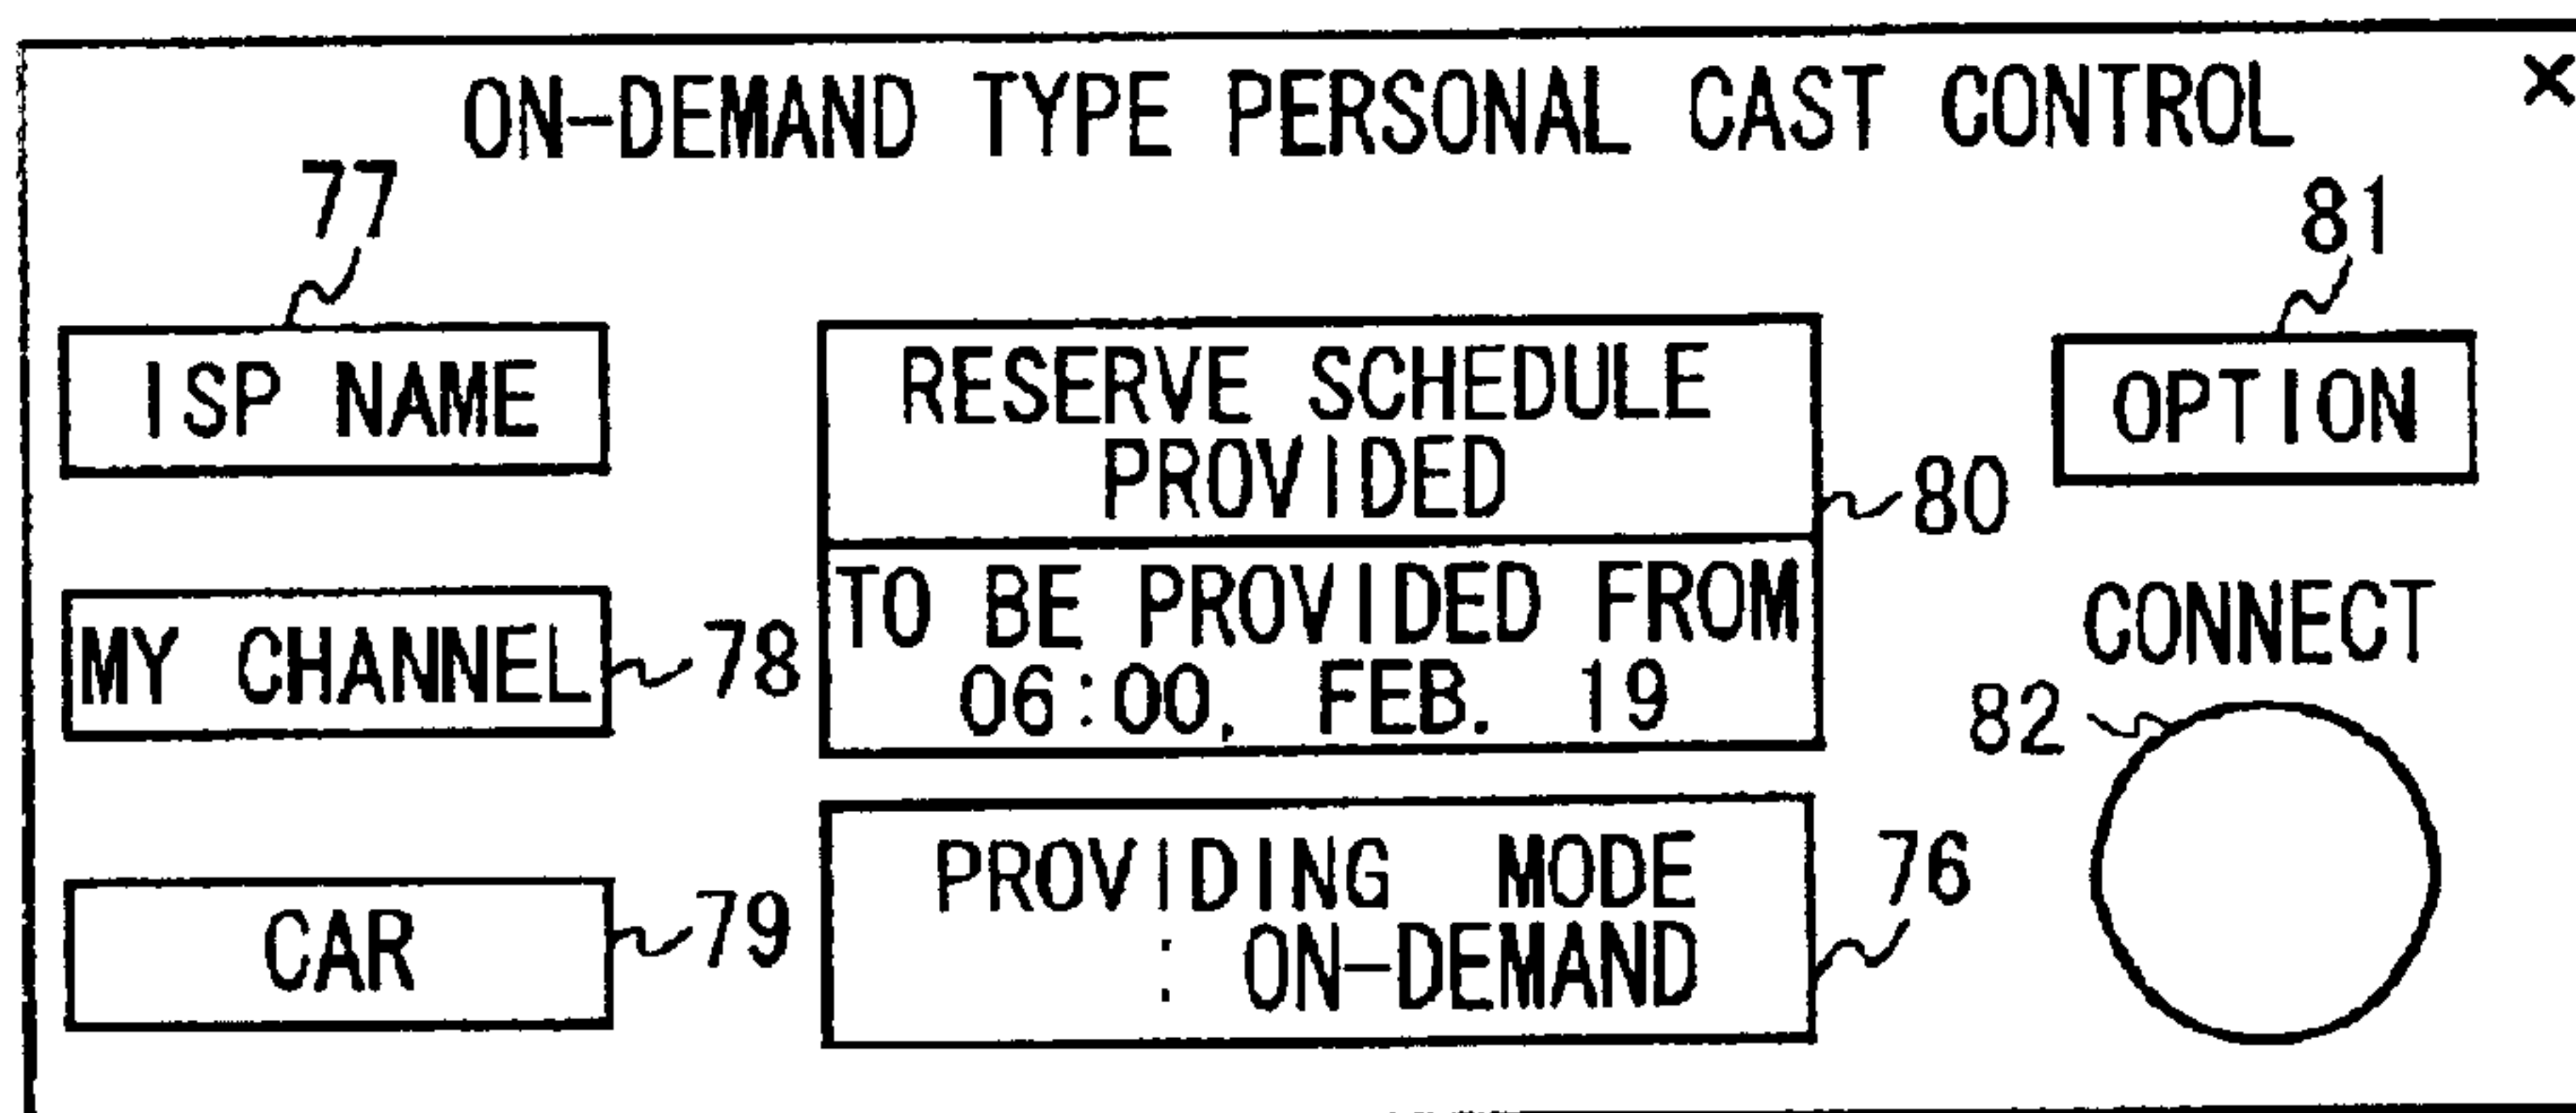 ON-DEMAND TYPE PERSONAL CAST CONTROL ×
77
81
ISP NAME
RESERVE SCHEDULE
PROVIDED
OPTION
80
TO BE PROVIDED FROM
06:00, FEB. 19
MY CHANNEL
78
CONNECT
82
CAR
79
PROVIDING MODE
: ON-DEMAND
76